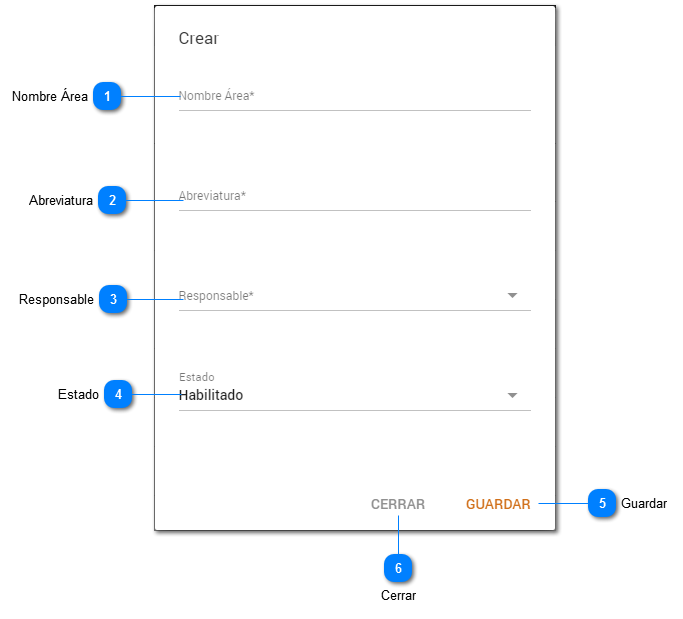 Crear
Nombre Área 1 Nombre Área*
Abreviatura 2 Abreviatura*
Responsable 3 Responsable*
Estado
Estado 4 Habilitado
CERRAR GUARDAR 5 Guardar
6
Cerrar